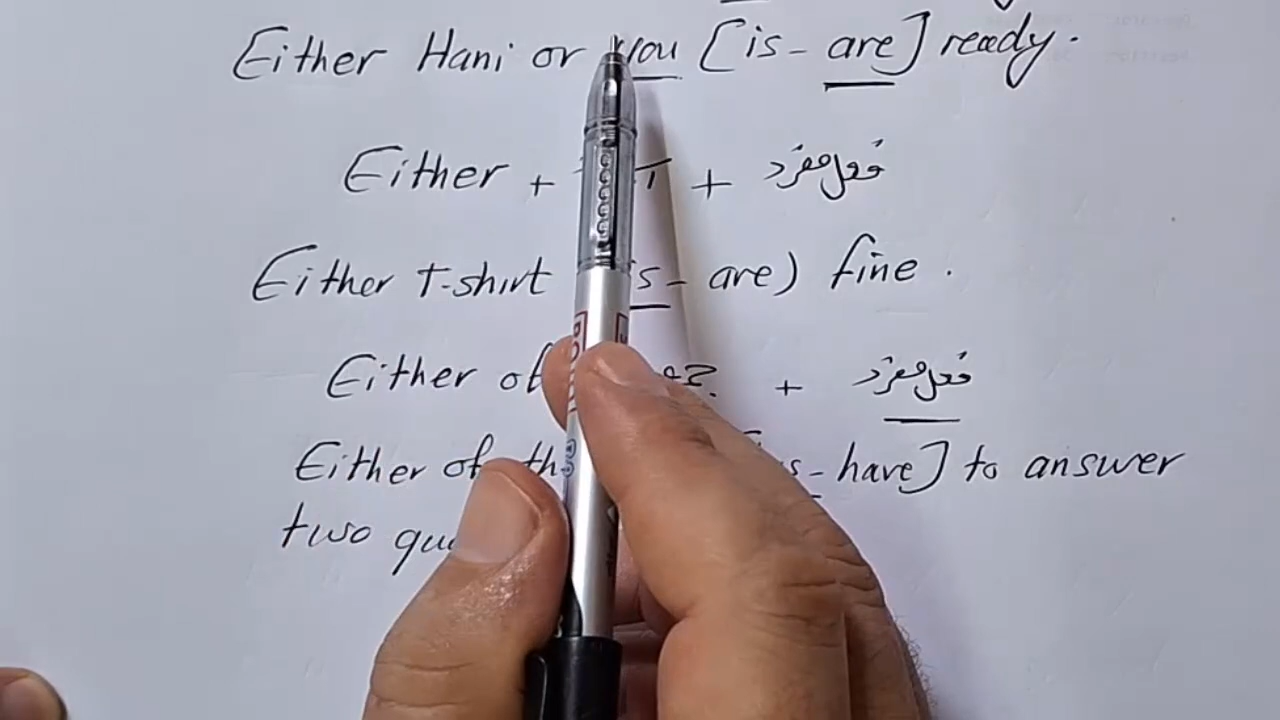 Either Hani or you [is - are] ready.
Either + + فعل مفرد
Either T-shirt is - are) fine.
Either of + فعل مفرد
Either of - have] to answer
two